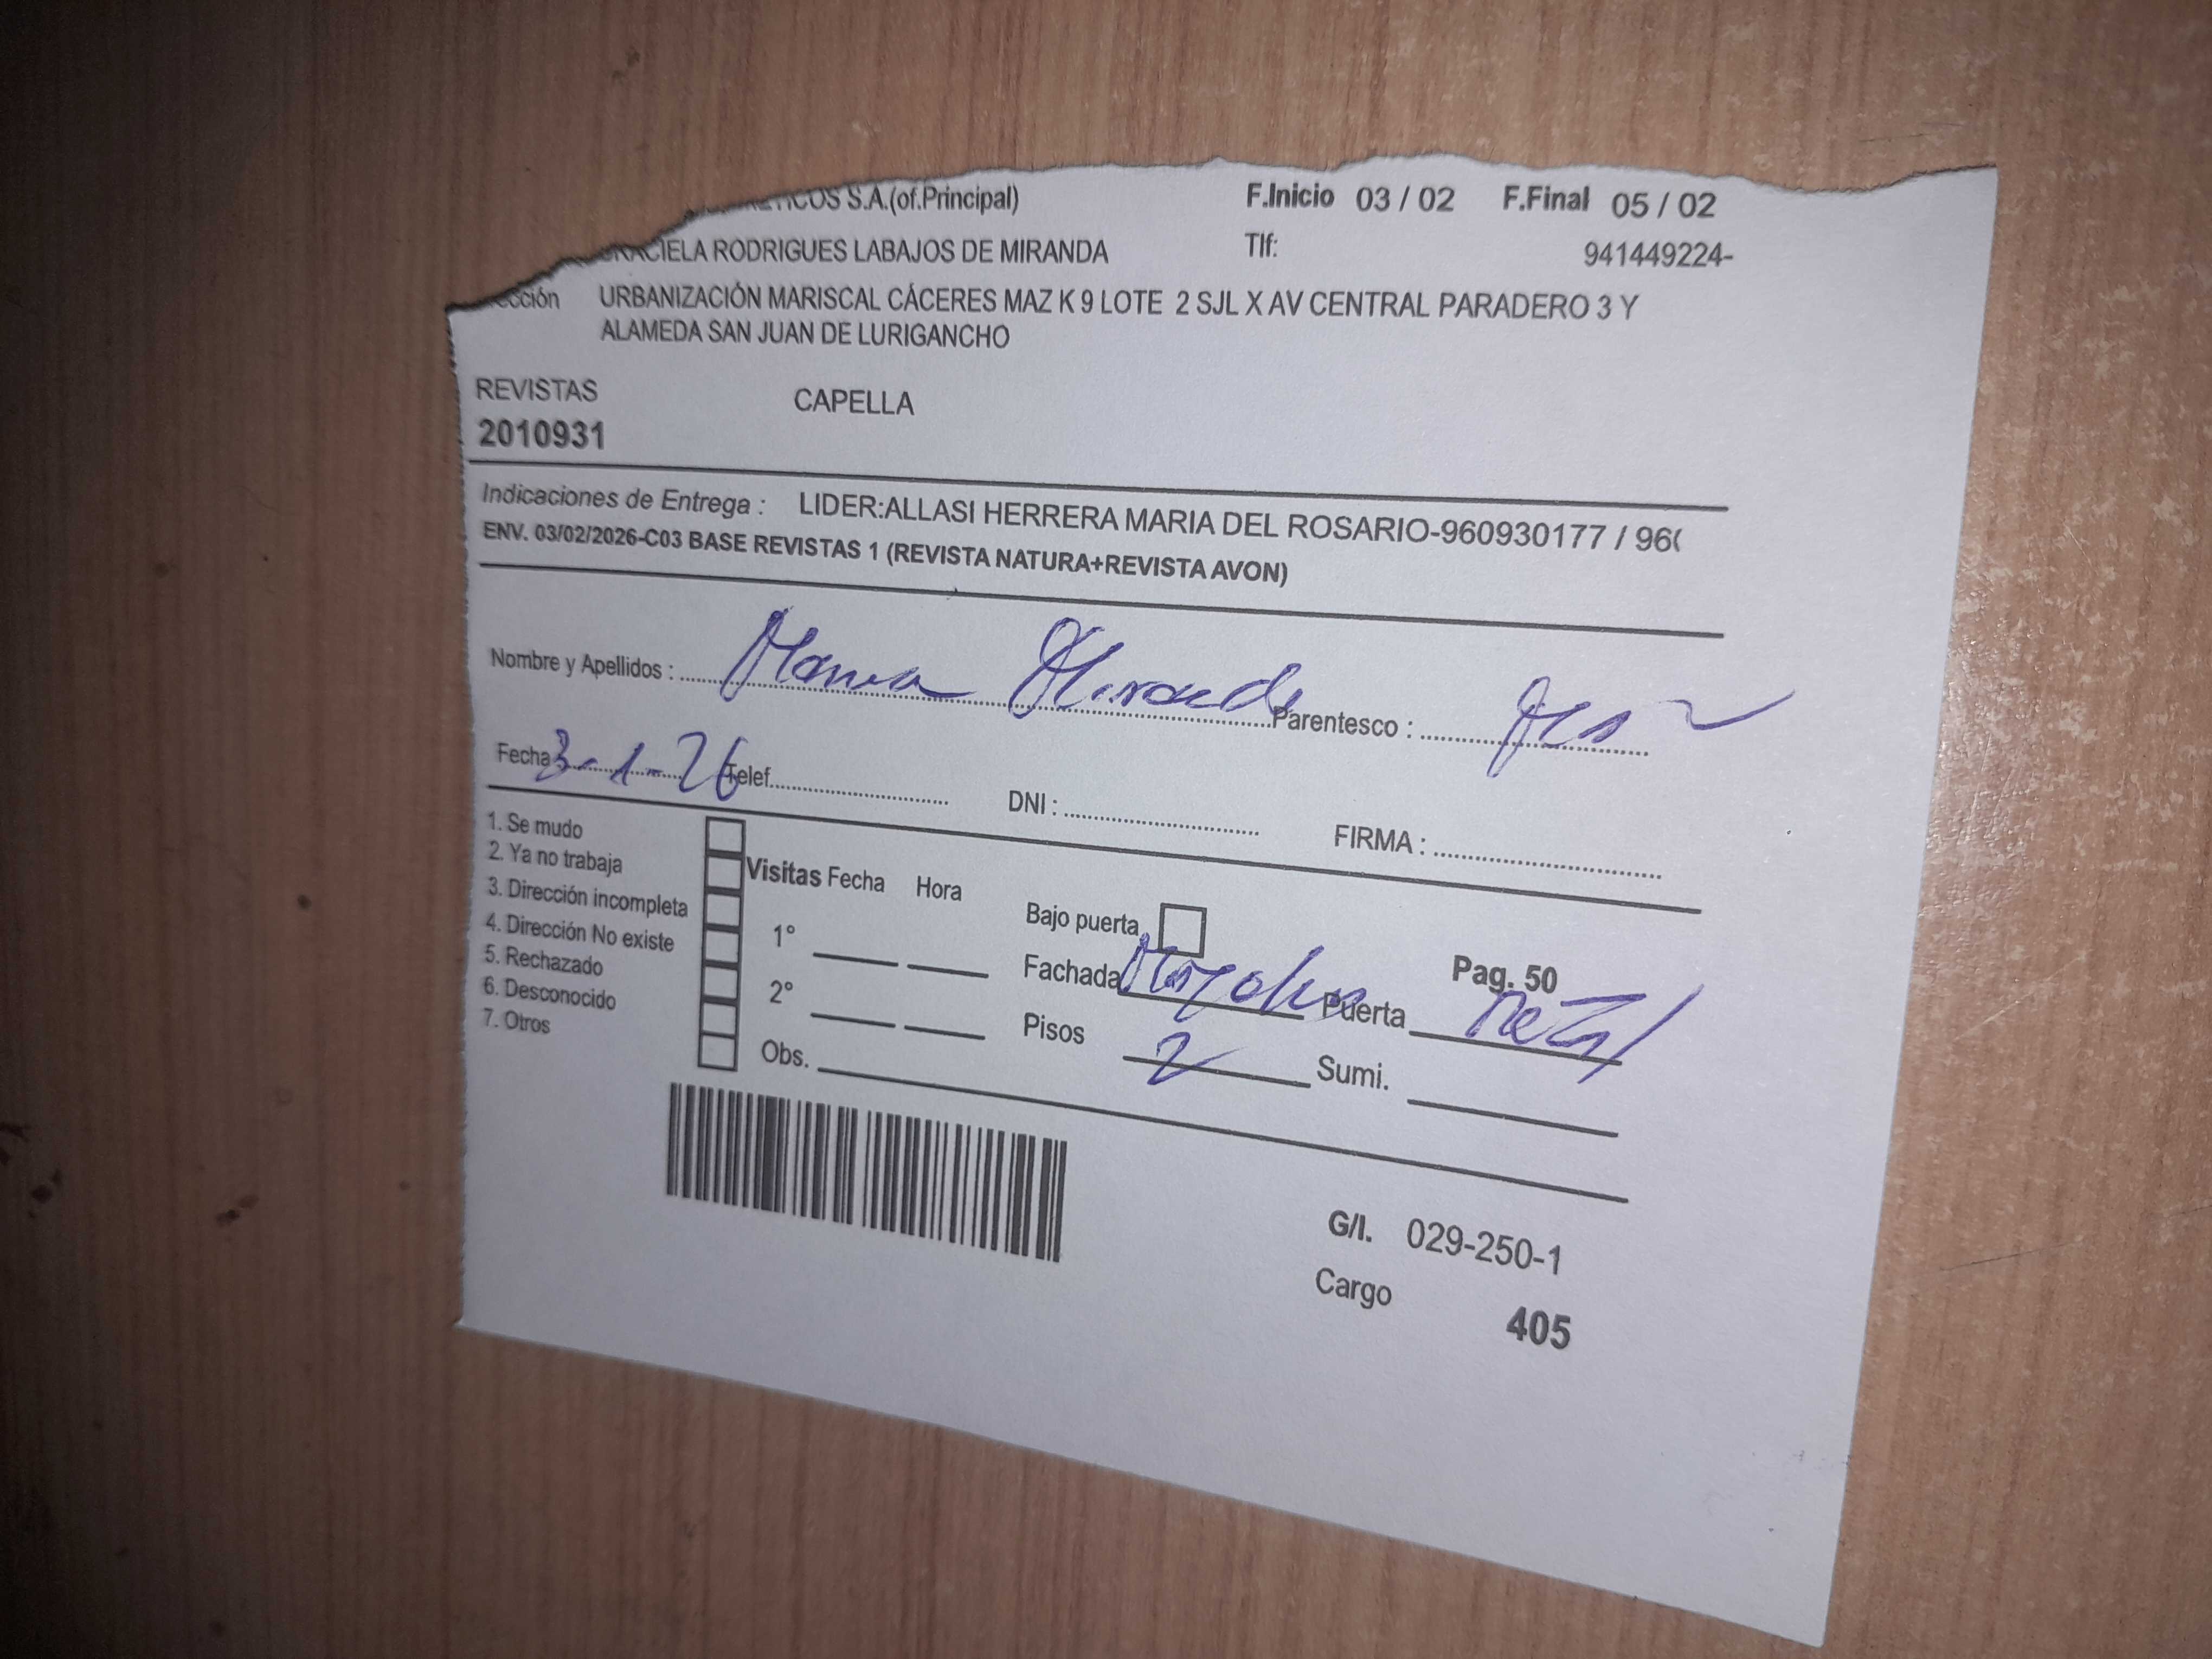 COS S.A.(of.Principal) F.Inicio 03 / 02 F.Final 05 / 02
GRACIELA RODRIGUES LABAJOS DE MIRANDA Tlf: 941449224-
cción URBANIZACIÓN MARISCAL CÁCERES MAZ K 9 LOTE 2 SJL X AV CENTRAL PARADERO 3 Y
ALAMEDA SAN JUAN DE LURIGANCHO
REVISTAS CAPELLA
2010931
Indicaciones de Entrega : LIDER:ALLASI HERRERA MARIA DEL ROSARIO-960930177 / 960
ENV. 03/02/2026-C03 BASE REVISTAS 1 (REVISTA NATURA+REVISTA AVON)
Nombre y Apellidos : Miranda Parentesco :
Fecha 3-1-26 Telef. DNI : FIRMA :
1. Se mudo
2. Ya no trabaja
3. Dirección incompleta
4. Dirección No existe
5. Rechazado
6. Desconocido
7. Otros
Visitas Fecha Hora
1°
2°
Obs.
Bajo puerta Pag. 50
Fachada Puerta
Pisos 2 Sumi.
G/I. 029-250-1
Cargo 405